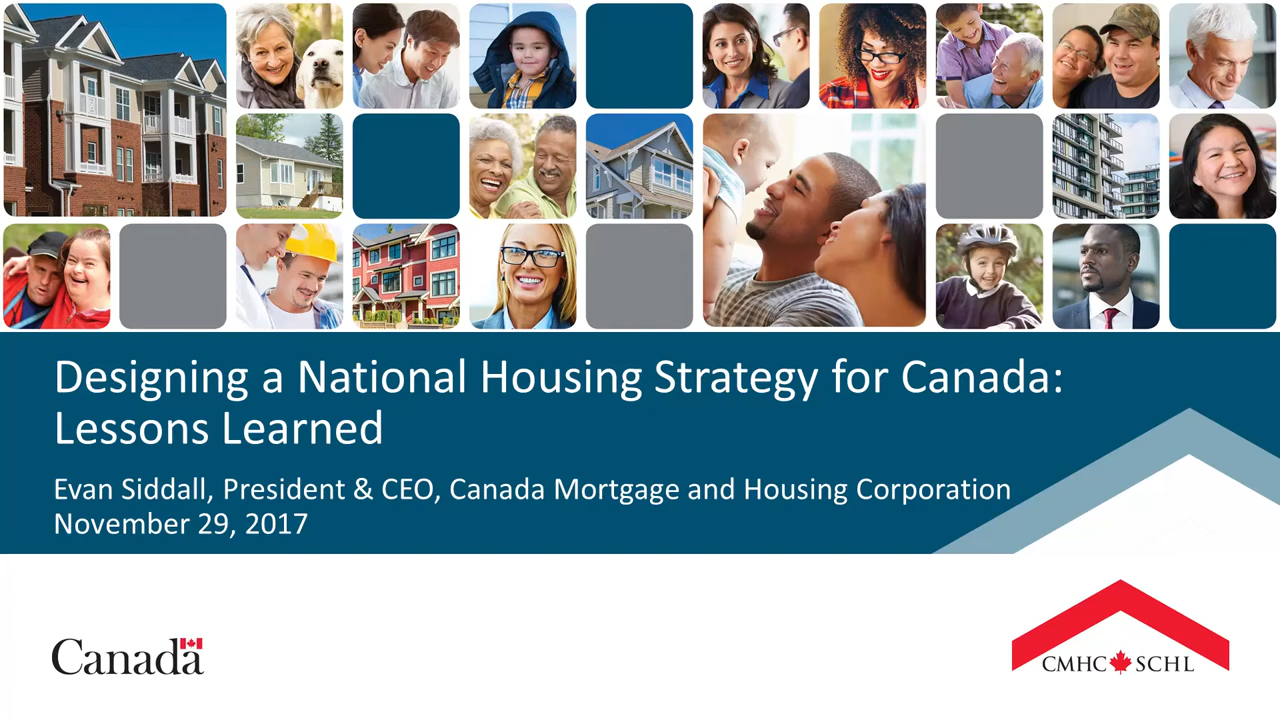 Designing a National Housing Strategy for Canada:
Lessons Learned
Evan Siddall, President & CEO, Canada Mortgage and Housing Corporation
November 29, 2017
Canada
CMHC SCHL